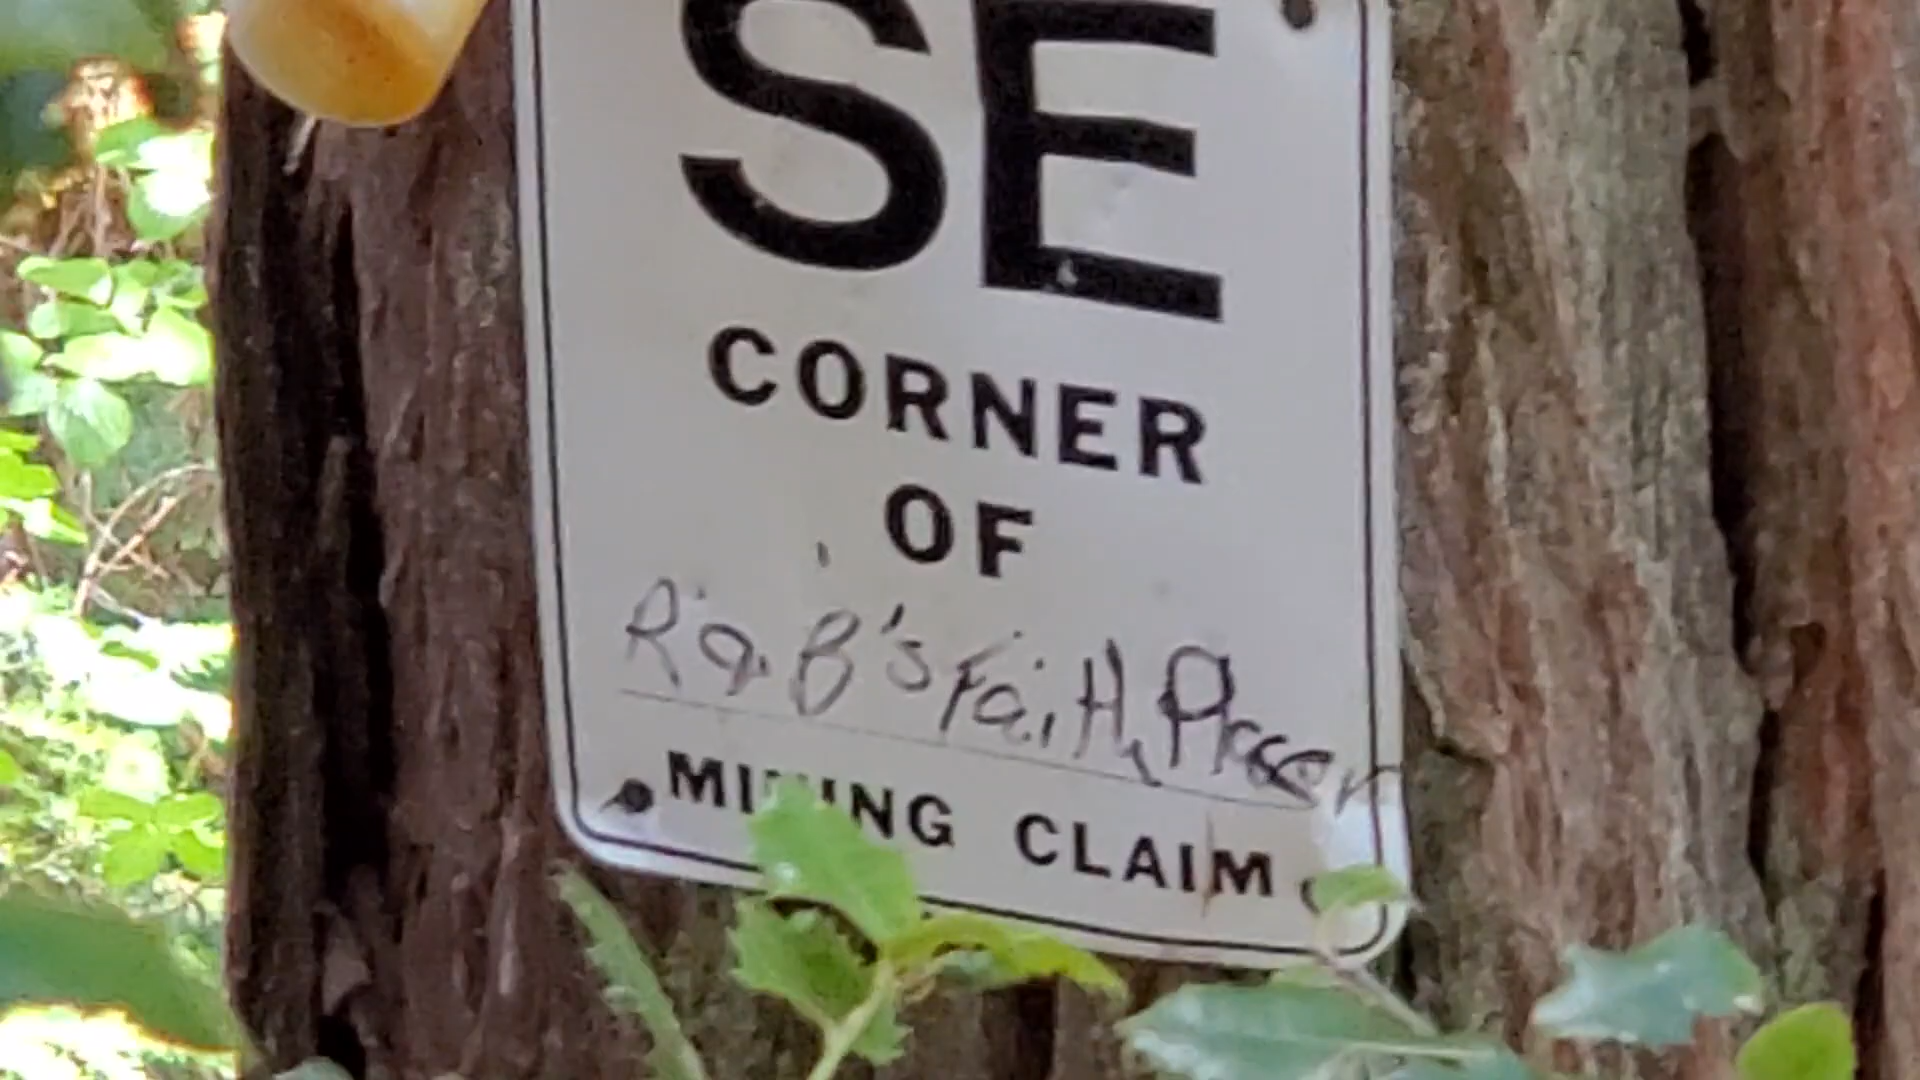 SE
CORNER
OF
R.a.B's Faith Placer
MINING CLAIM